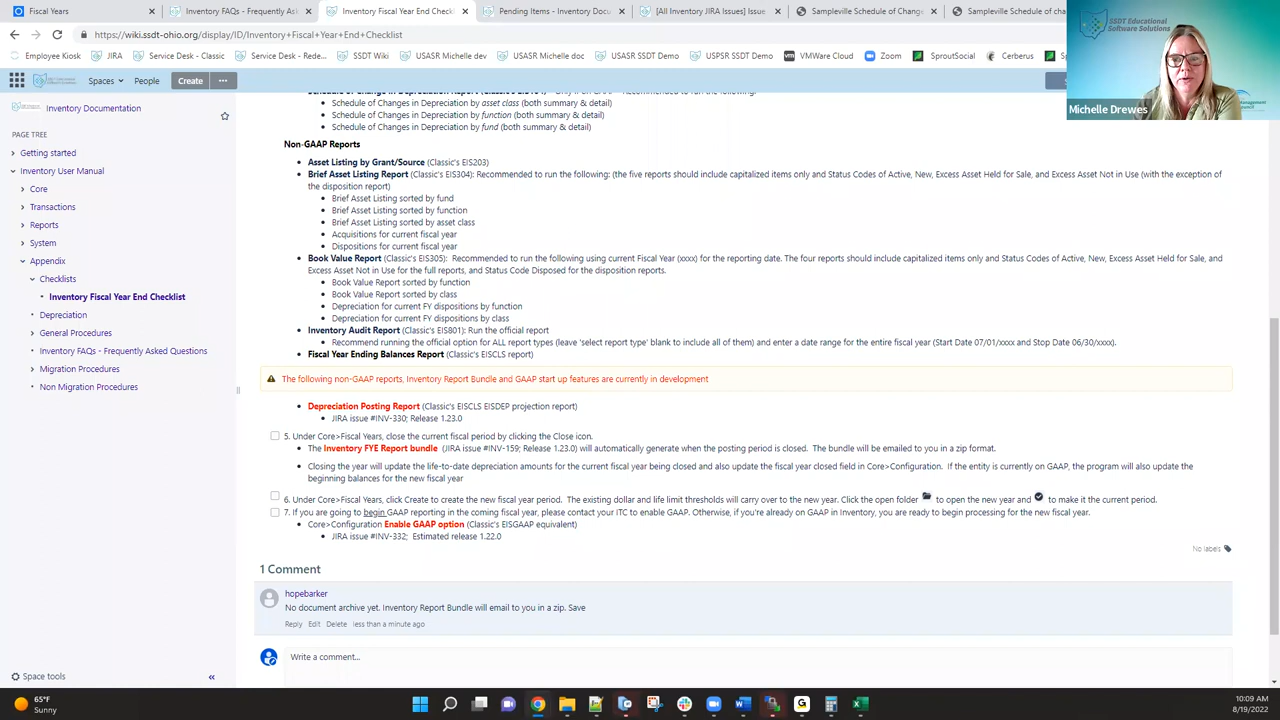 Fiscal Years
Inventory FAQs - Frequently Ask
Inventory Fiscal Year End Checkl
Pending Items - Inventory Docu
[All Inventory JIRA Issues] Issue
Sampleville Schedule of Change
Sampleville Schedule of cha
wiki.ssdt-ohio.org/display/ID/Inventory+Fiscal+Year+End+Checklist
Employee Kiosk
JIRA
Service Desk - Classic
Service Desk - Rede...
SSDT Wiki
USASR Michelle dev
USASR Michelle doc
USASR SSDT Demo
USPSR SSDT Demo
VMWare Cloud
Zoom
SproutSocial
Cerberus
SSDT Educational
Software Solutions
Michelle Drewes
Spaces
People
Create
Inventory Documentation
PAGE TREE
Getting started
Inventory User Manual
Core
Transactions
Reports
System
Appendix
Checklists
Inventory Fiscal Year End Checklist
Depreciation
General Procedures
Inventory FAQs - Frequently Asked Questions
Migration Procedures
Non Migration Procedures
Space tools
Schedule of Changes in Depreciation by asset class (both summary & detail)
Schedule of Changes in Depreciation by function (both summary & detail)
Schedule of Changes in Depreciation by fund (both summary & detail)
Non-GAAP Reports
Asset Listing by Grant/Source (Classic's EIS203)
Brief Asset Listing Report (Classic's EIS304): Recommended to run the following: (the five reports should include capitalized items only and Status Codes of Active, New, Excess Asset Held for Sale, and Excess Asset Not in Use (with the exception of
the disposition report)
Brief Asset Listing sorted by fund
Brief Asset Listing sorted by function
Brief Asset Listing sorted by asset class
Acquisitions for current fiscal year
Dispositions for current fiscal year
Book Value Report (Classic's EIS305): Recommended to run the following using current Fiscal Year (xxxx) for the reporting date. The four reports should include capitalized items only and Status Codes of Active, New, Excess Asset Held for Sale, and
Excess Asset Not in Use for the full reports, and Status Code Disposed for the disposition reports.
Book Value Report sorted by function
Book Value Report sorted by class
Depreciation for current FY dispositions by function
Depreciation for current FY dispositions by class
Inventory Audit Report (Classic's EIS801): Run the official report
Recommend running the official option for ALL report types (leave 'select report type' blank to include all of them) and enter a date range for the entire fiscal year (Start Date 07/01/xxxx and Stop Date 06/30/xxxx).
Fiscal Year Ending Balances Report (Classic's EISCLS report)
The following non-GAAP reports, Inventory Report Bundle and GAAP start up features are currently in development
Depreciation Posting Report (Classic's EISCLS EISDEP projection report)
JIRA issue #INV-330; Release 1.23.0
5. Under Core>Fiscal Years, close the current fiscal period by clicking the Close icon.
The Inventory FYE Report bundle (JIRA issue #INV-159; Release 1.23.0) will automatically generate when the posting period is closed. The bundle will be emailed to you in a zip format.
Closing the year will update the life-to-date depreciation amounts for the current fiscal year being closed and also update the fiscal year closed field in Core>Configuration. If the entity is currently on GAAP, the program will also update the
beginning balances for the new fiscal year
6. Under Core>Fiscal Years, click Create to create the new fiscal year period. The existing dollar and life limit thresholds will carry over to the new year. Click the open folder to open the new year and to make it the current period.
7. If you are going to begin GAAP reporting in the coming fiscal year, please contact your ITC to enable GAAP. Otherwise, if you're already on GAAP in Inventory, you are ready to begin processing for the new fiscal year.
Core>Configuration Enable GAAP option (Classic's EISGAAP equivalent)
JIRA issue #INV-332; Estimated release 1.22.0
No labels
1 Comment
hopebarker
No document archive yet. Inventory Report Bundle will email to you in a zip. Save
Reply Edit Delete less than a minute ago
Write a comment...
65°F
Sunny
10:09 AM
8/19/2022